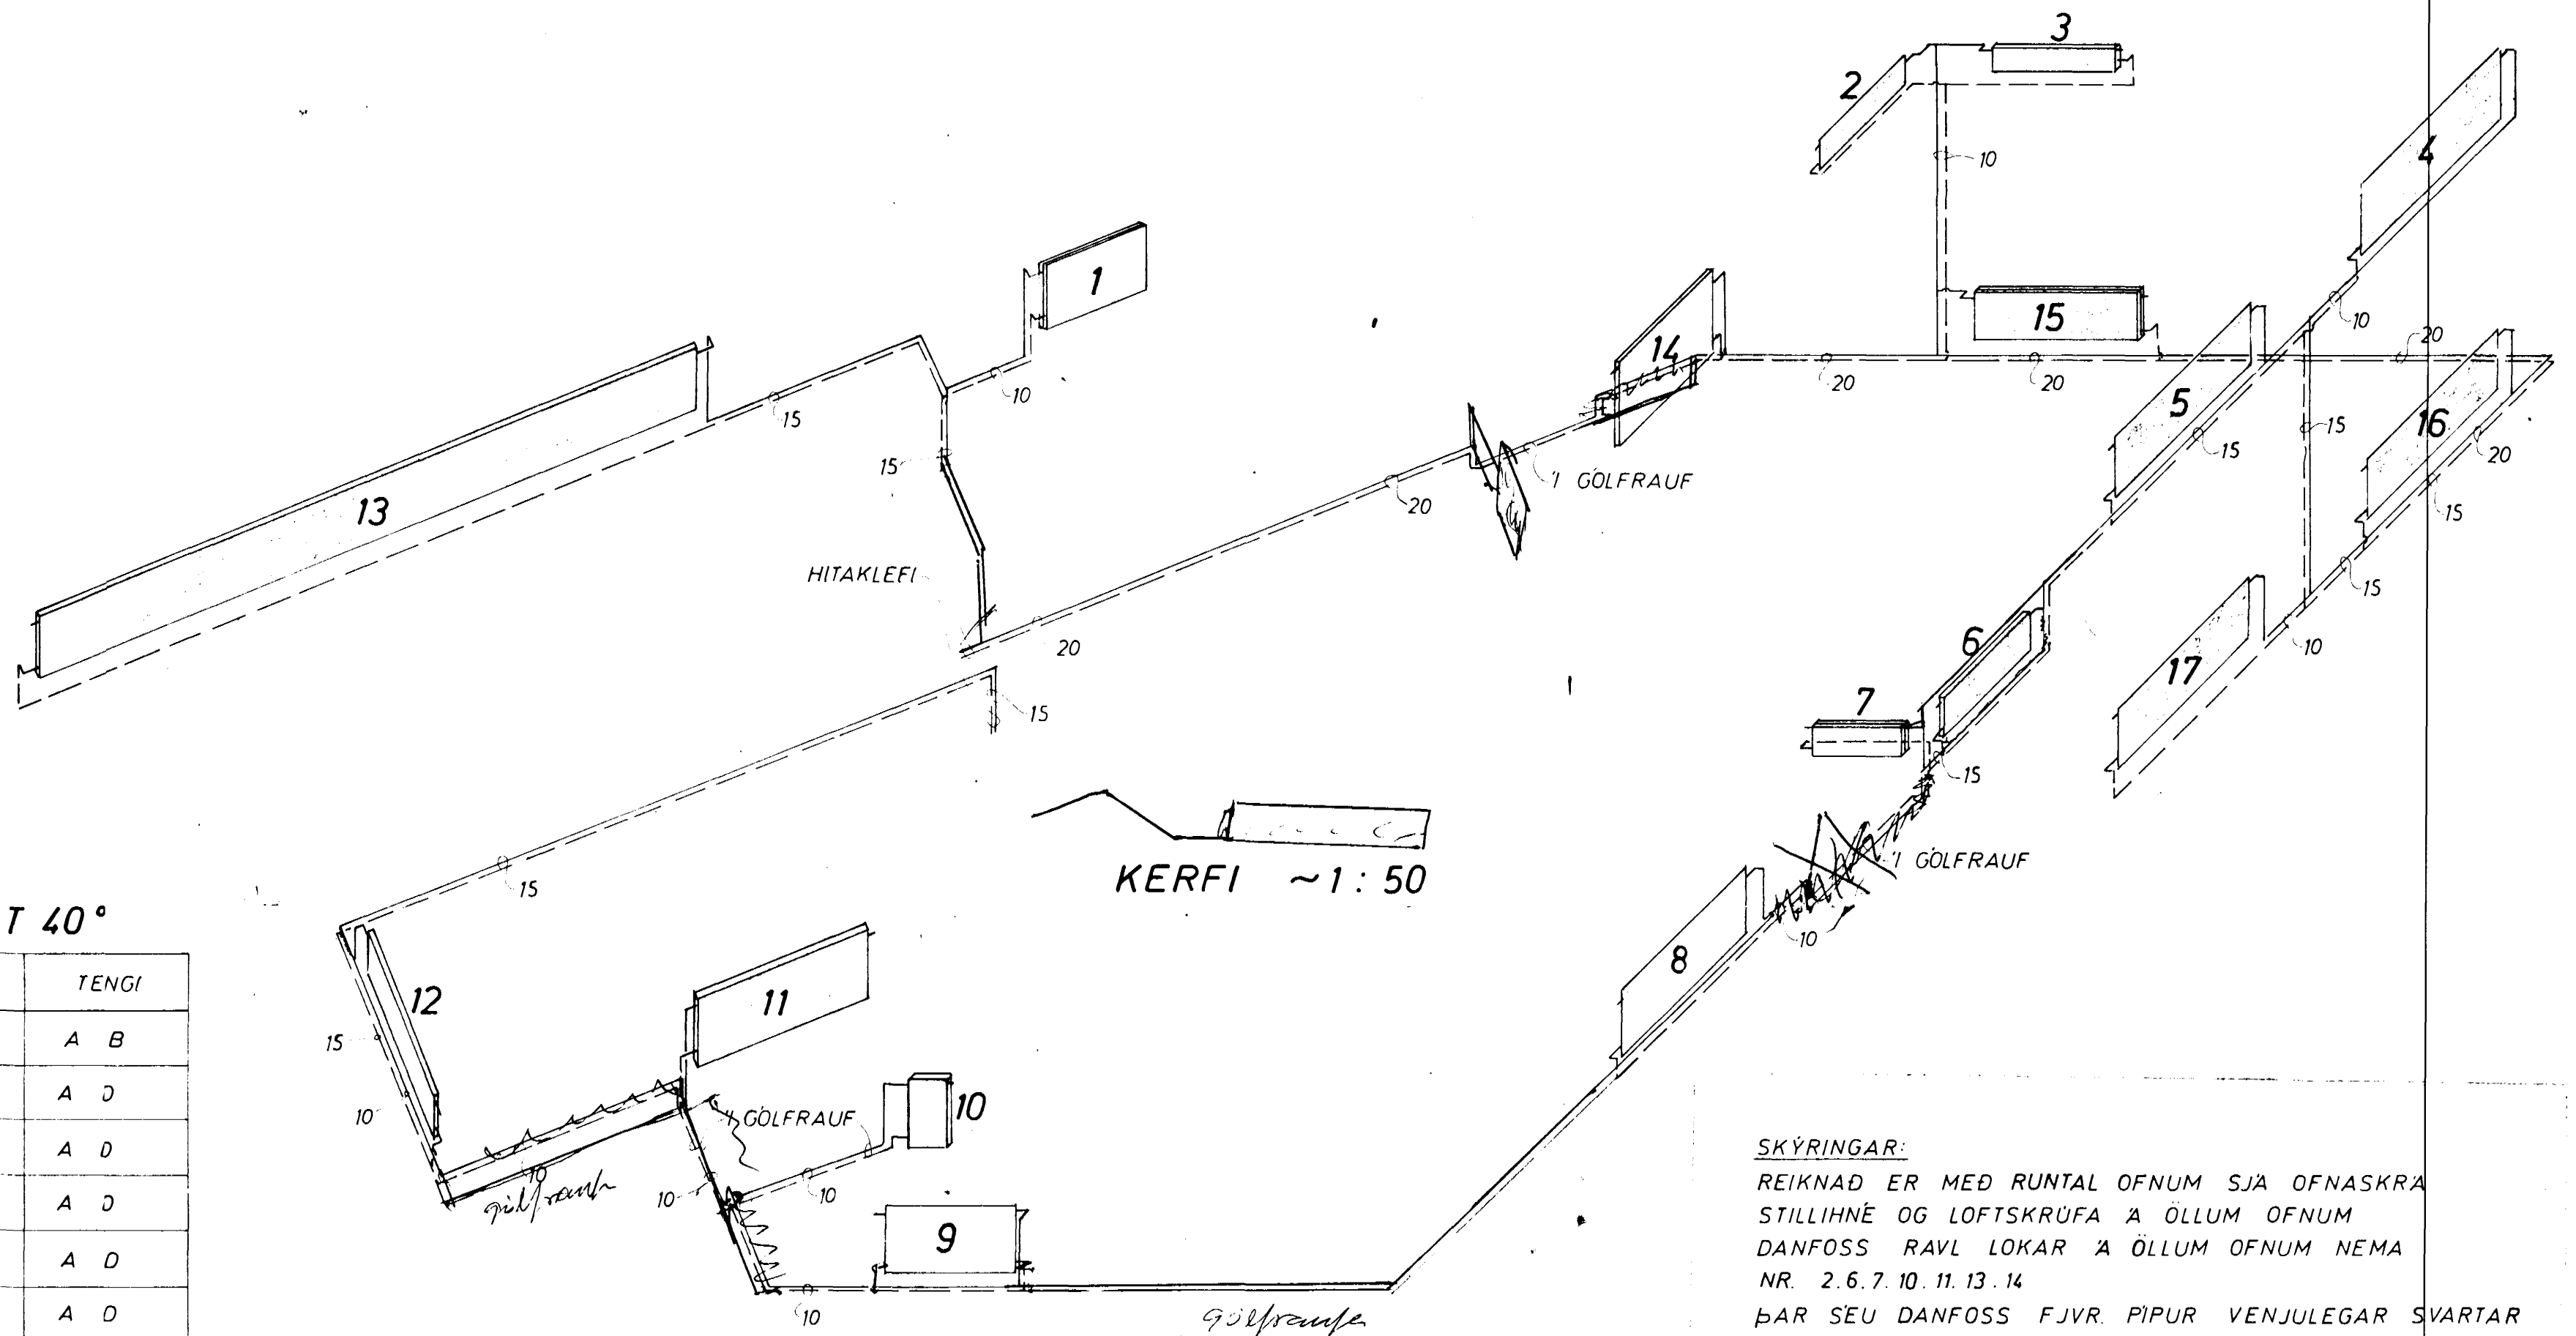 3
2
10
4
1
15
14
10
20
20
20
5
15
10
15
15
16
20
13
15
Í GÓLFRAUF
20
15
HITAKLEFI
15
20
6
10
17
7
15
15
KERFI ~1:50
Í GÓLFRAUF
15
10
8
T 40°
TENGI
12
11
A B
15
A D
10
Í GÓLFRAUF
10
A D
10
gólfrauf
10
10
A D
9
A D
SKÝRINGAR:
REIKNAÐ ER MEÐ RUNTAL OFNUM SJÁ OFNASKRÁ
STILLIHNÉ OG LOFTSKRÚFA Á ÖLLUM OFNUM
DANFOSS RAVL LOKAR Á ÖLLUM OFNUM NEMA
NR. 2.6.7.10.11.13.14
ÞAR SÉU DANFOSS FJVR. PÍPUR VENJULEGAR SVARTAR
A D
10